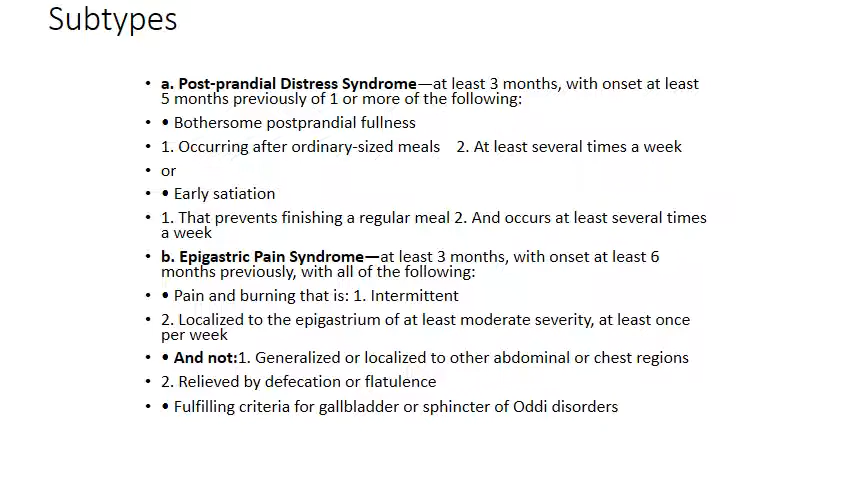 Subtypes
• a. Post-prandial Distress Syndrome—at least 3 months, with onset at least
5 months previously of 1 or more of the following:
• • Bothersome postprandial fullness
• 1. Occurring after ordinary-sized meals 2. At least several times a week
• or
• • Early satiation
• 1. That prevents finishing a regular meal 2. And occurs at least several times
a week
• b. Epigastric Pain Syndrome—at least 3 months, with onset at least 6
months previously, with all of the following:
• • Pain and burning that is: 1. Intermittent
• 2. Localized to the epigastrium of at least moderate severity, at least once
per week
• • And not:1. Generalized or localized to other abdominal or chest regions
• 2. Relieved by defecation or flatulence
• • Fulfilling criteria for gallbladder or sphincter of Oddi disorders